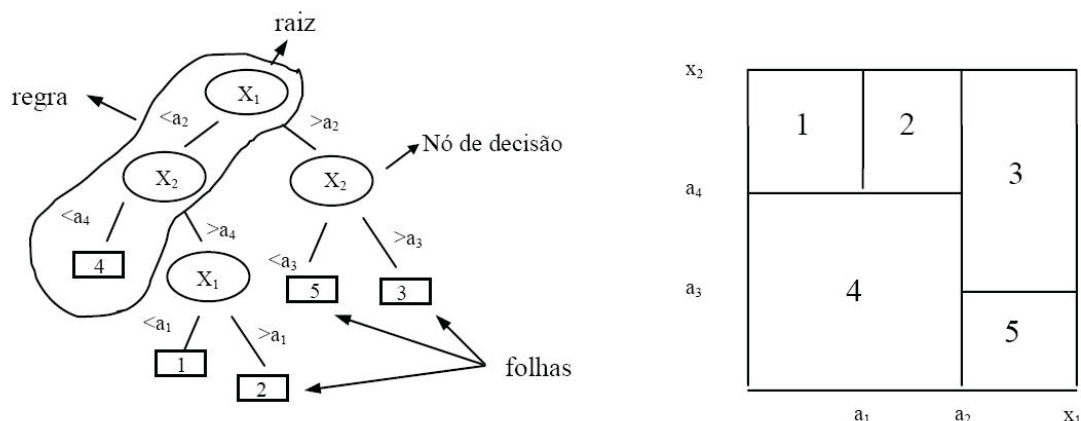 raiz
regra
X₁
<a₂
>a₂
Nó de decisão
X₂
X₂
<a₄
>a₄
<a₃
>a₃
4
X₁
5
3
<a₁
>a₁
1
2
folhas
x₂
1
2
3
a₄
4
a₃
5
a₁
a₂
x₁